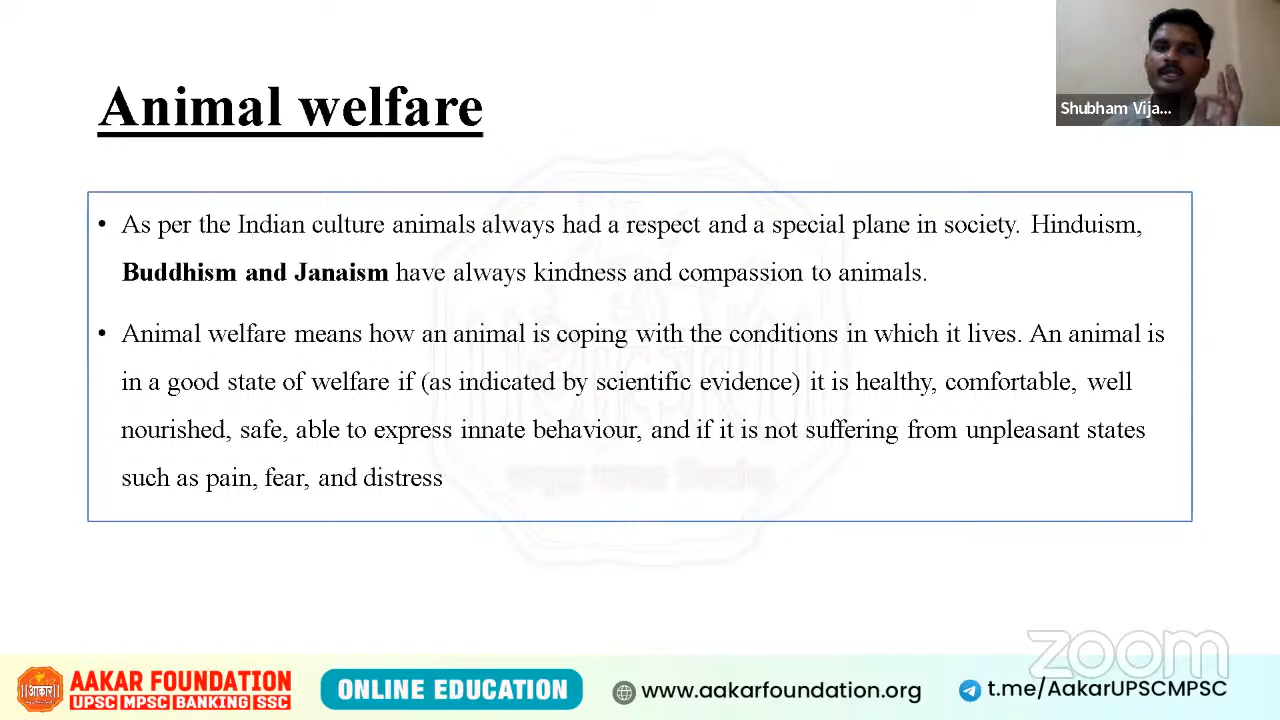 Animal welfare
Shubham Vija...
• As per the Indian culture animals always had a respect and a special plane in society. Hinduism,
Buddhism and Janaism have always kindness and compassion to animals.
• Animal welfare means how an animal is coping with the conditions in which it lives. An animal is
in a good state of welfare if (as indicated by scientific evidence) it is healthy, comfortable, well
nourished, safe, able to express innate behaviour, and if it is not suffering from unpleasant states
such as pain, fear, and distress
zoom
आकार
AAKAR FOUNDATION
UPSC MPSC BANKING SSC
ONLINE EDUCATION
www.aakarfoundation.org
t.me/AakarUPSCMPSC